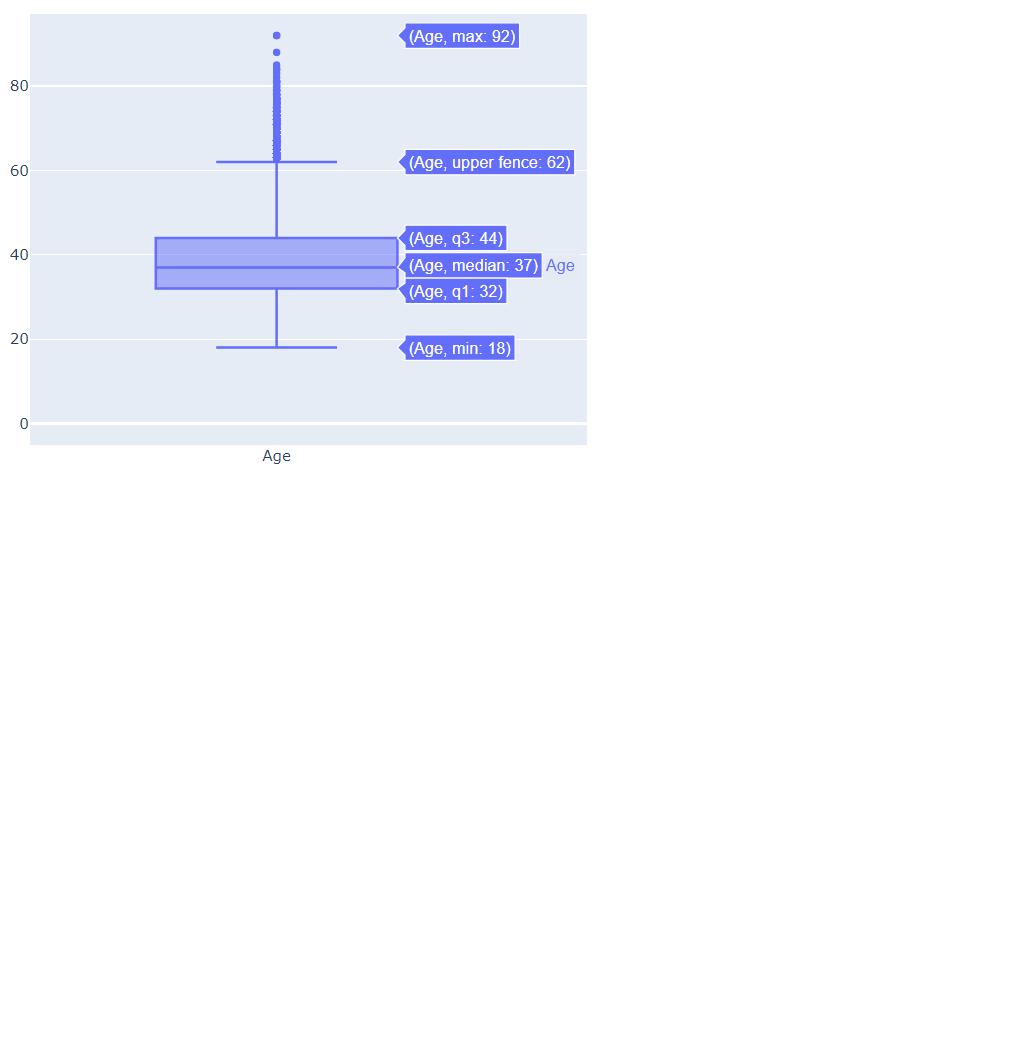 (Age, max: 92)
80
(Age, upper fence: 62)
60
(Age, q3: 44)
40
(Age, median: 37) Age
(Age, q1: 32)
20
(Age, min: 18)
0
Age